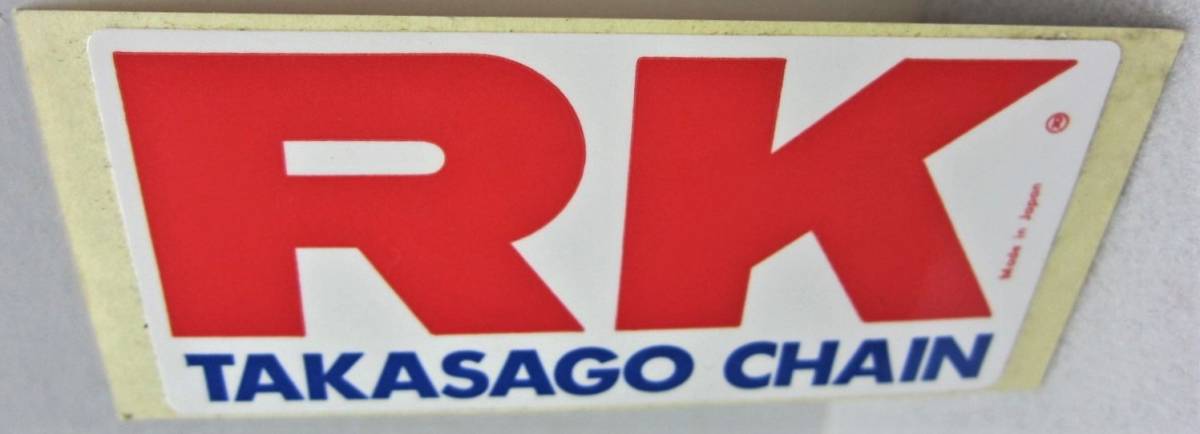 RK
®
Made in Japan
TAKASAGO CHAIN